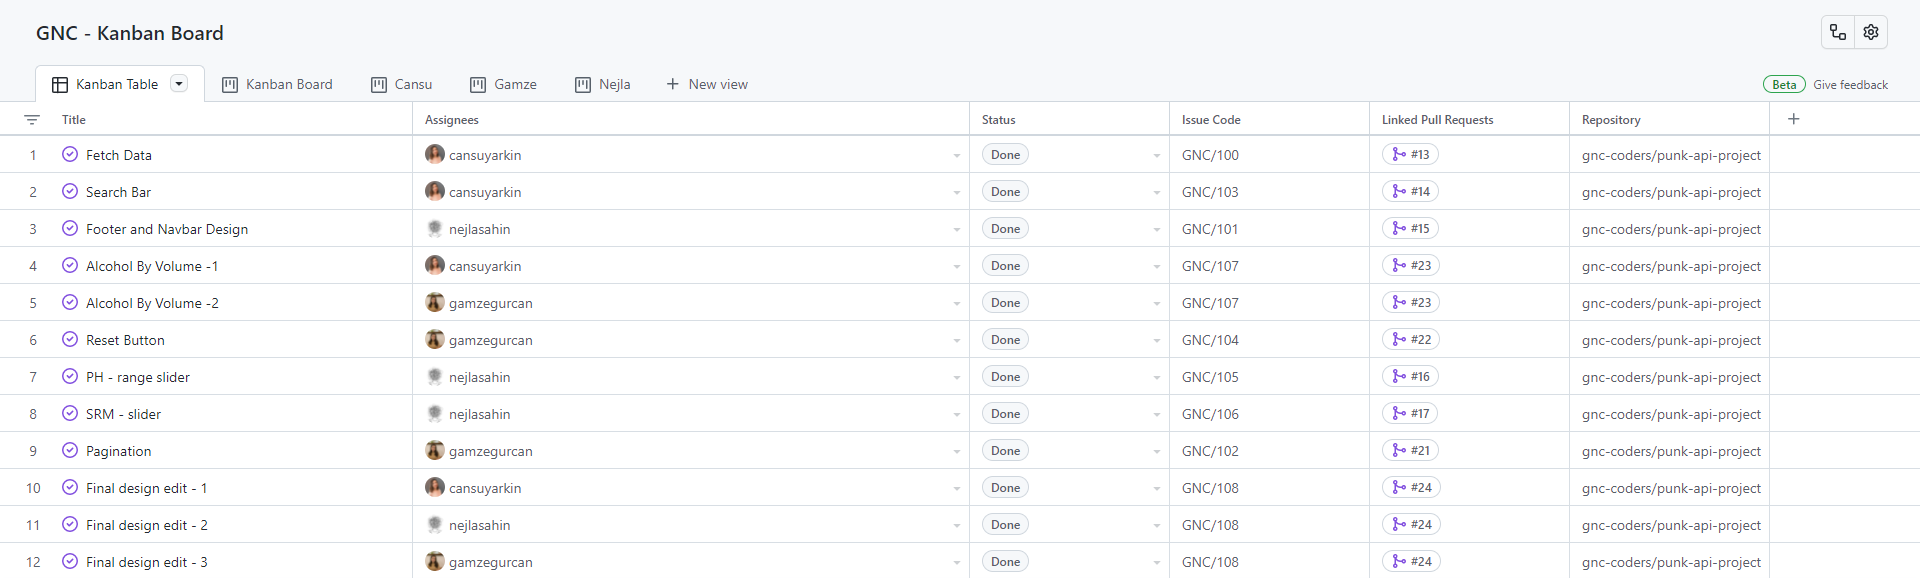 GNC - Kanban Board
Kanban Table Kanban Board Cansu Gamze Nejla New view Beta Give feedback
Title Assignees Status Issue Code Linked Pull Requests Repository
1 Fetch Data cansuyarkin Done GNC/100 #13 gnc-coders/punk-api-project
2 Search Bar cansuyarkin Done GNC/103 #14 gnc-coders/punk-api-project
3 Footer and Navbar Design nejlasahin Done GNC/101 #15 gnc-coders/punk-api-project
4 Alcohol By Volume -1 cansuyarkin Done GNC/107 #23 gnc-coders/punk-api-project
5 Alcohol By Volume -2 gamzegurcan Done GNC/107 #23 gnc-coders/punk-api-project
6 Reset Button gamzegurcan Done GNC/104 #22 gnc-coders/punk-api-project
7 PH - range slider nejlasahin Done GNC/105 #16 gnc-coders/punk-api-project
8 SRM - slider nejlasahin Done GNC/106 #17 gnc-coders/punk-api-project
9 Pagination gamzegurcan Done GNC/102 #21 gnc-coders/punk-api-project
10 Final design edit - 1 cansuyarkin Done GNC/108 #24 gnc-coders/punk-api-project
11 Final design edit - 2 nejlasahin Done GNC/108 #24 gnc-coders/punk-api-project
12 Final design edit - 3 gamzegurcan Done GNC/108 #24 gnc-coders/punk-api-project